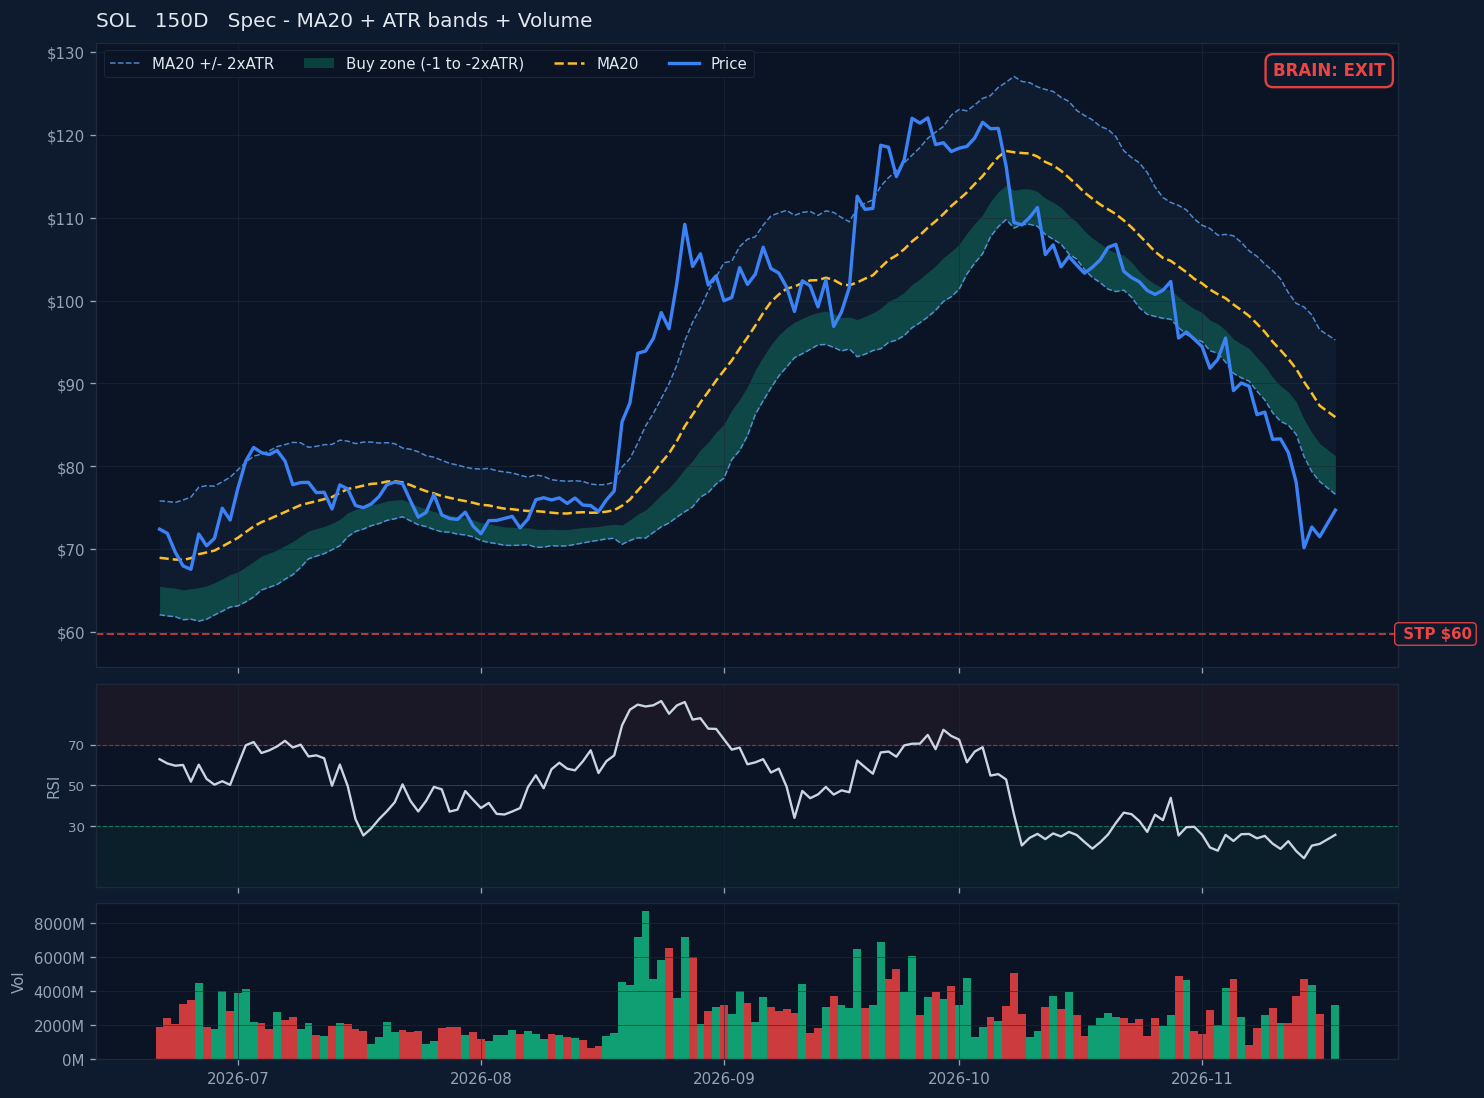 SOL   150D   Spec - MA20 + ATR bands + Volume
MA20 +/- 2xATR   Buy zone (-1 to -2xATR)   MA20   Price
BRAIN: EXIT
$130
$120
$110
$100
$90
$80
$70
$60
STP $60
70
50
30
RSI
8000M
6000M
4000M
2000M
0M
Vol
2026-07   2026-08   2026-09   2026-10   2026-11